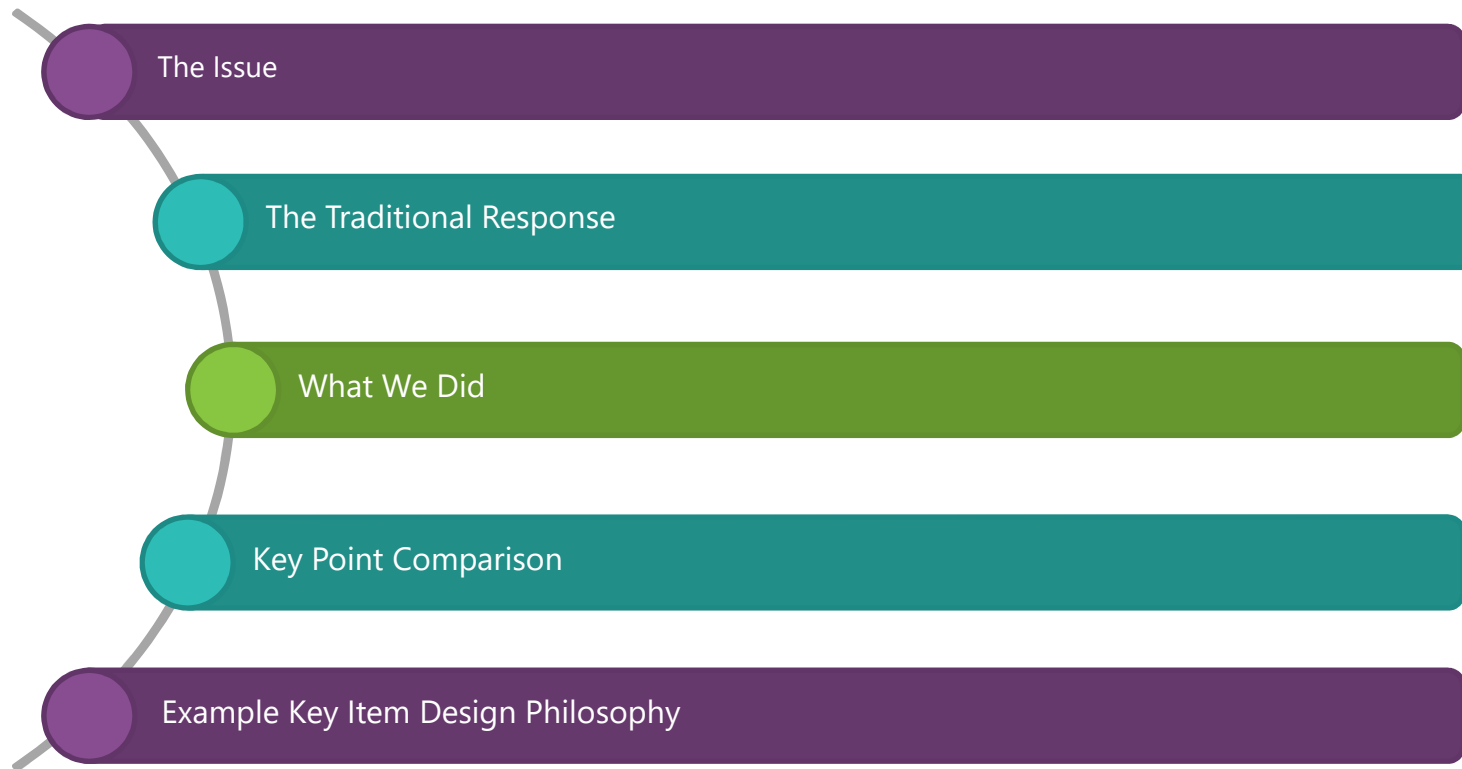 The Issue
The Traditional Response
What We Did
Key Point Comparison
Example Key Item Design Philosophy